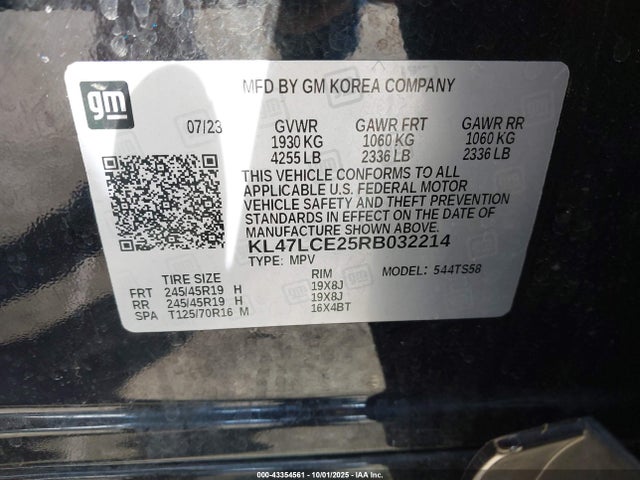 gm
MFD BY GM KOREA COMPANY
07/23 GVWR GAWR FRT GAWR RR
1930 KG 1060 KG 1060 KG
4255 LB 2336 LB 2336 LB
THIS VEHICLE CONFORMS TO ALL
APPLICABLE U.S. FEDERAL MOTOR
VEHICLE SAFETY AND THEFT PREVENTION
STANDARDS IN EFFECT ON THE DATE OF
MANUFACTURE SHOWN ABOVE.
KL47LCE25RB032214
TYPE: MPV MODEL: 544TS58
TIRE SIZE RIM
FRT 245/45R19 H 19X8J
RR 245/45R19 H 19X8J
SPA T125/70R16 M 16X4BT
000-43354561 - 10/01/2025 - IAA Inc.